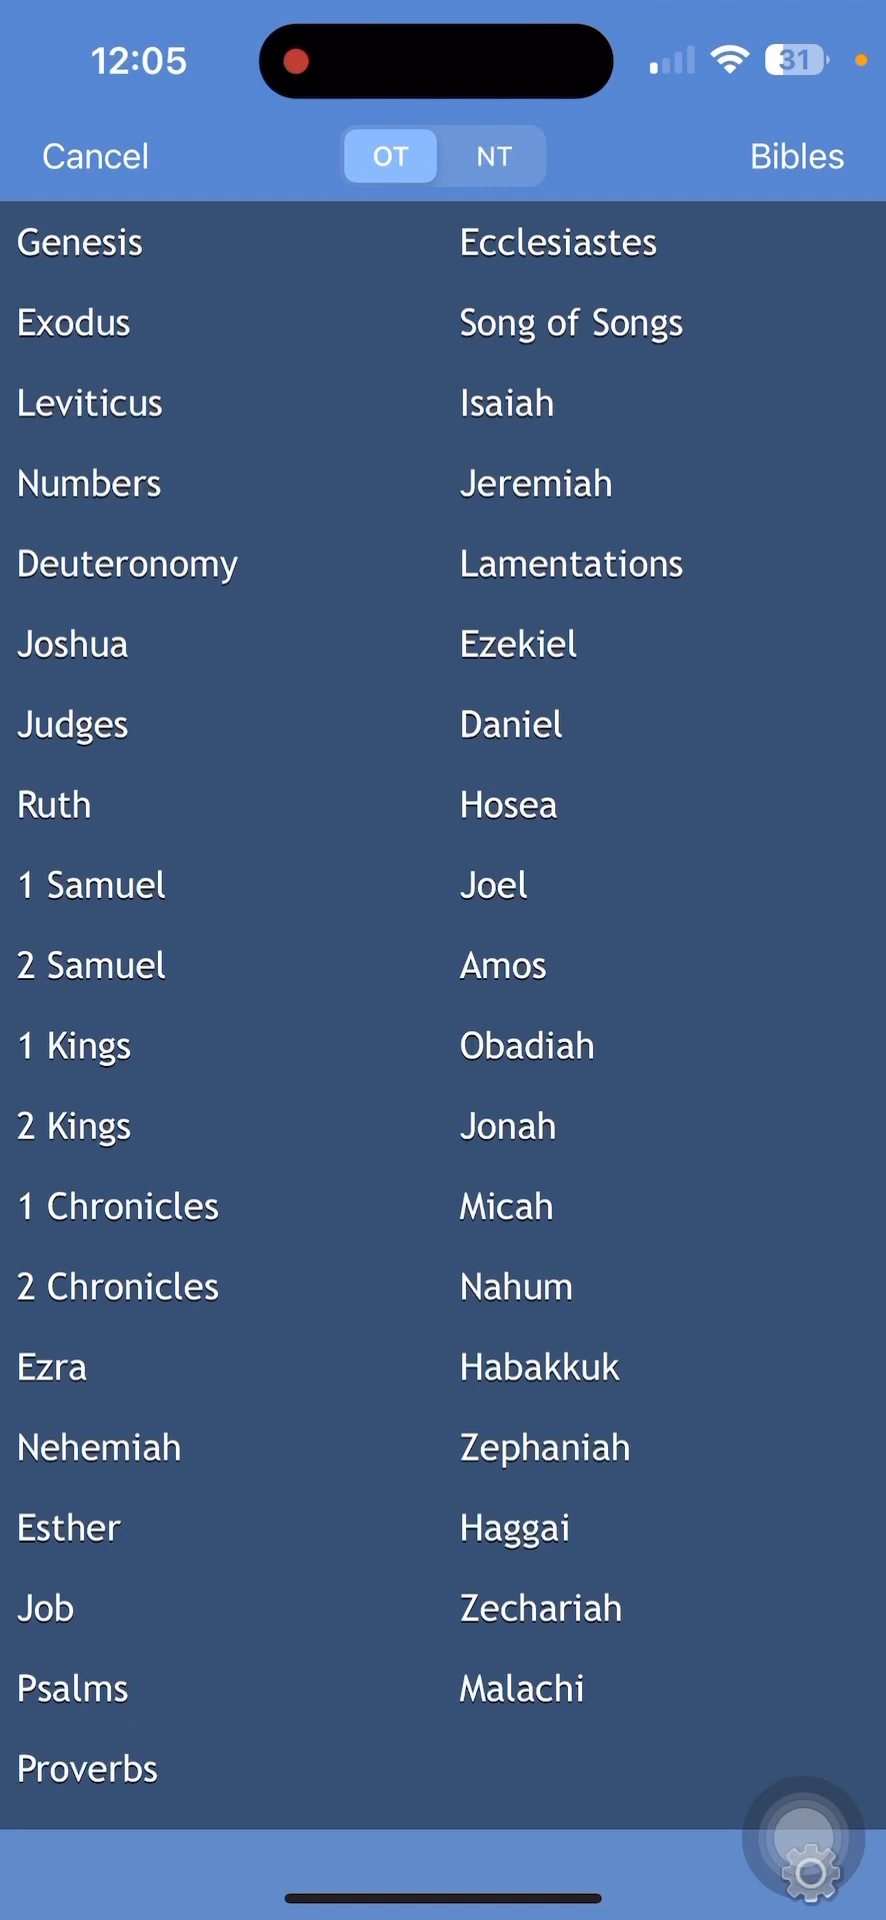 12:05
31
Cancel
OT
NT
Bibles
Genesis
Exodus
Leviticus
Numbers
Deuteronomy
Joshua
Judges
Ruth
1 Samuel
2 Samuel
1 Kings
2 Kings
1 Chronicles
2 Chronicles
Ezra
Nehemiah
Esther
Job
Psalms
Proverbs
Ecclesiastes
Song of Songs
Isaiah
Jeremiah
Lamentations
Ezekiel
Daniel
Hosea
Joel
Amos
Obadiah
Jonah
Micah
Nahum
Habakkuk
Zephaniah
Haggai
Zechariah
Malachi